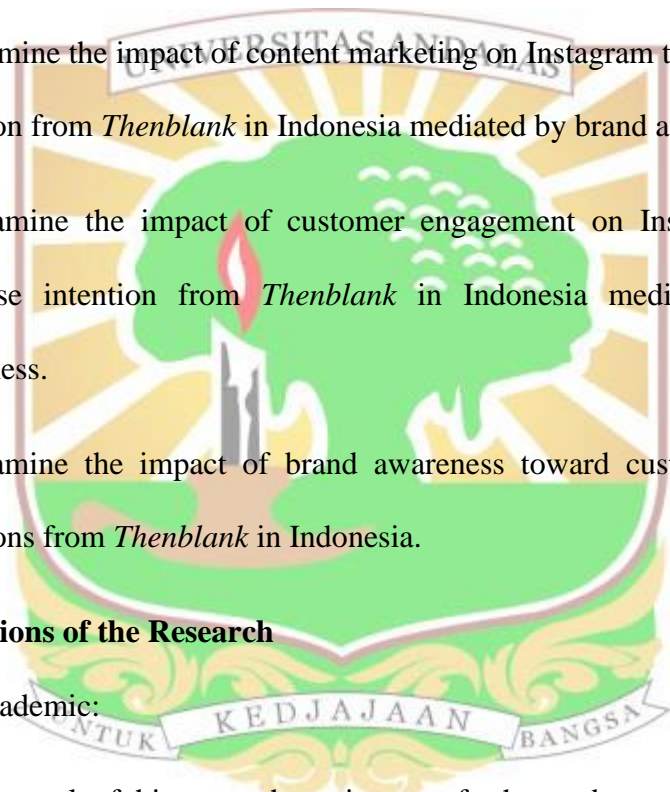 mine the impact of content marketing on Instagram t
UNIVERSITAS ANDALAS
on from Thenblank in Indonesia mediated by brand a
amine the impact of customer engagement on Ins
se intention from Thenblank in Indonesia medi
ess.
amine the impact of brand awareness toward cus
ons from Thenblank in Indonesia.
ions of the Research
ademic:
UNTUK KEDJAJAAN BANGSA